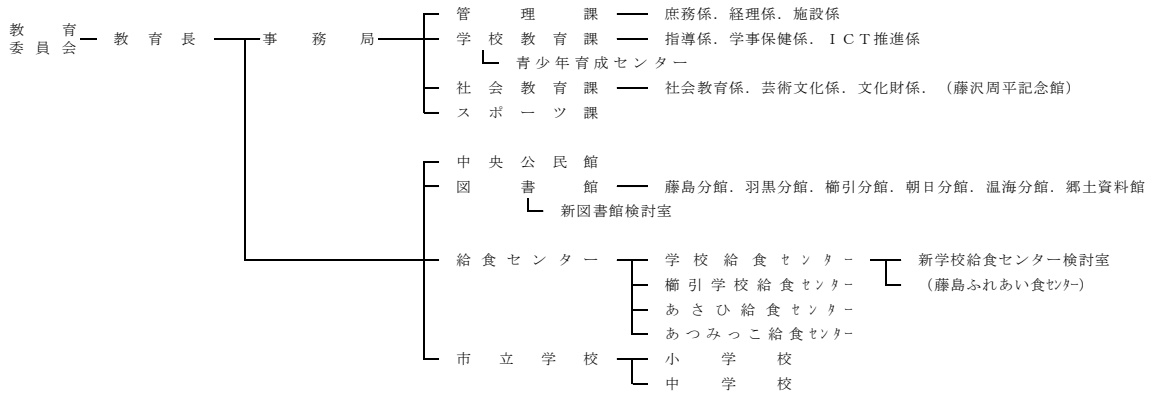 管理課 庶務係．経理係．施設係
教育委員会 教育長 事務局 学校教育課 指導係．学事保健係．ＩＣＴ推進係
青少年育成センター
社会教育課 社会教育係．芸術文化係．文化財係．（藤沢周平記念館）
スポーツ課
中央公民館
図書館 藤島分館．羽黒分館．櫛引分館．朝日分館．温海分館．郷土資料館
新図書館検討室
給食センター 学校給食センター 新学校給食センター検討室
櫛引学校給食センター （藤島ふれあい食センター）
あさひ給食センター
あつみっこ給食センター
市立学校 小学校
中学校